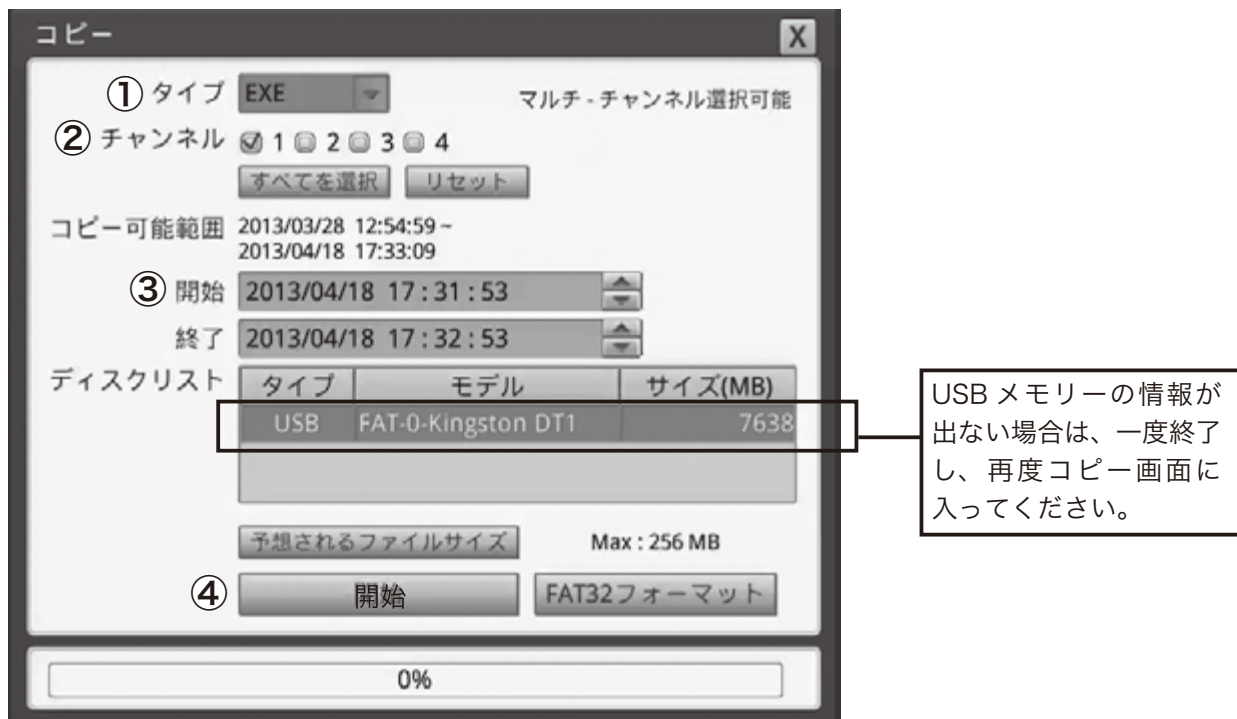 コピー X
① タイプ EXE マルチ - チャンネル選択可能
② チャンネル 1 2 3 4
すべてを選択 リセット
コピー可能範囲 2013/03/28 12:54:59 ~
2013/04/18 17:33:09
③ 開始 2013/04/18 17 : 31 : 53
終了 2013/04/18 17 : 32 : 53
ディスクリスト タイプ モデル サイズ(MB)
USB FAT-0-Kingston DT1 7638
予想されるファイルサイズ Max : 256 MB
④ 開始 FAT32フォーマット
0%
USB メモリーの情報が
出ない場合は、一度終了
し、再度コピー画面に
入ってください。